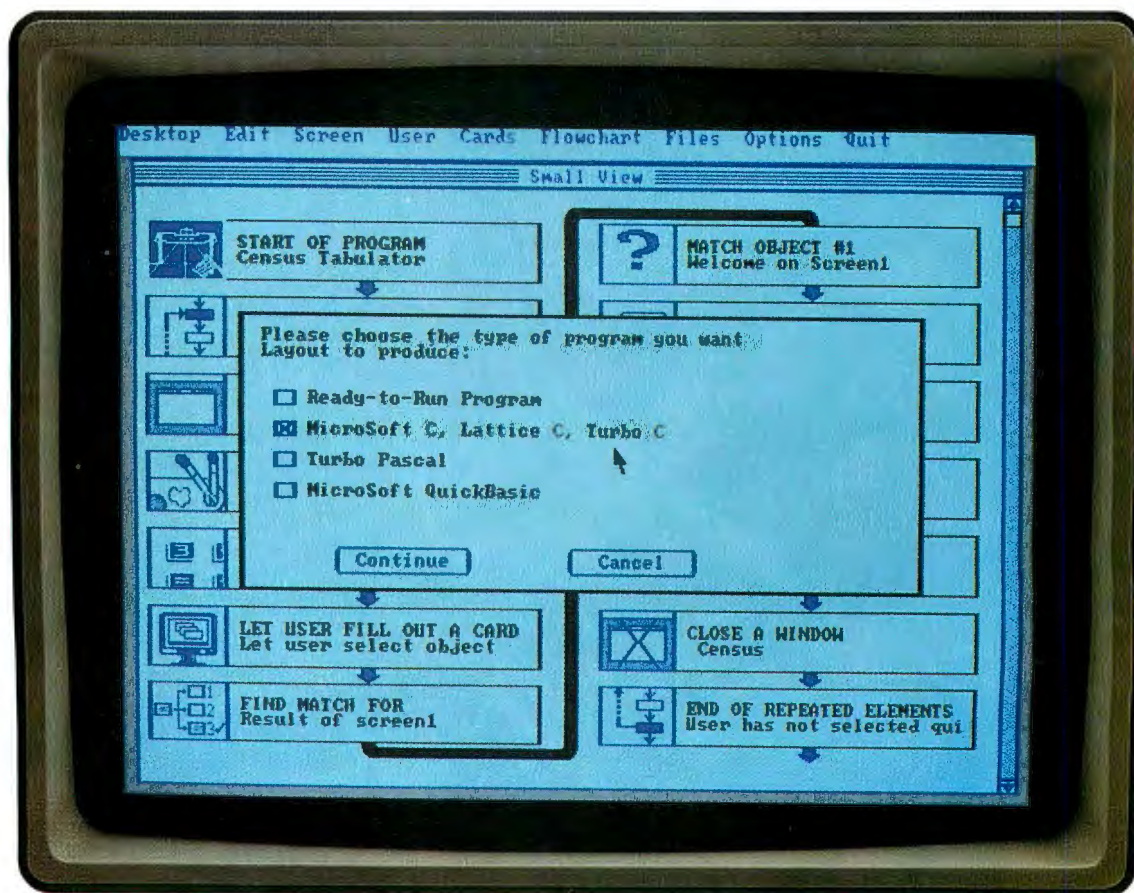 Desktop Edit Screen User Cards Flowchart Files Options Quit
Small View
START OF PROGRAM
Census Tabulator
MATCH OBJECT #1
Welcome on Screen1
Please choose the type of program you want
Layout to produce:
Ready-to-Run Program
MicroSoft C, Lattice C, Turbo C
Turbo Pascal
MicroSoft QuickBasic
Continue
Cancel
LET USER FILL OUT A CARD
Let user select object
FIND MATCH FOR
Result of screen1
CLOSE A WINDOW
Census
END OF REPEATED ELEMENTS
User has not selected qui